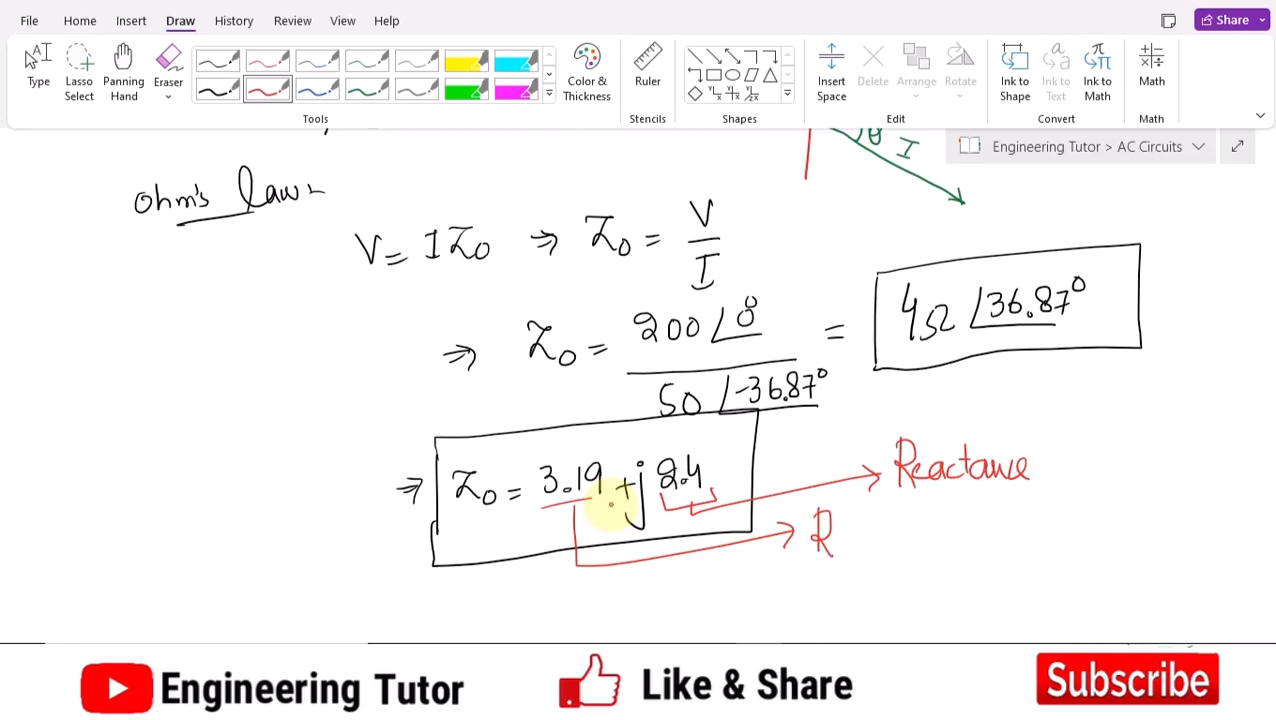 File Home Insert Draw History Review View Help Share
Type Lasso Select Panning Hand Eraser Color & Thickness Ruler Insert Space Delete Arrange Rotate Ink to Shape Ink to Text Ink to Math Math
Tools Stencils Shapes Edit Convert Math
Engineering Tutor > AC Circuits
θ I
Ohm's law:-
V = IZ0 ⇒ Z0 = V/I
⇒ Z0 = 200∠0° / 50∠-36.87° = 4Ω ∠36.87°
⇒ Z0 = 3.19 + j 2.4
Reactance
R
Engineering Tutor Like & Share Subscribe